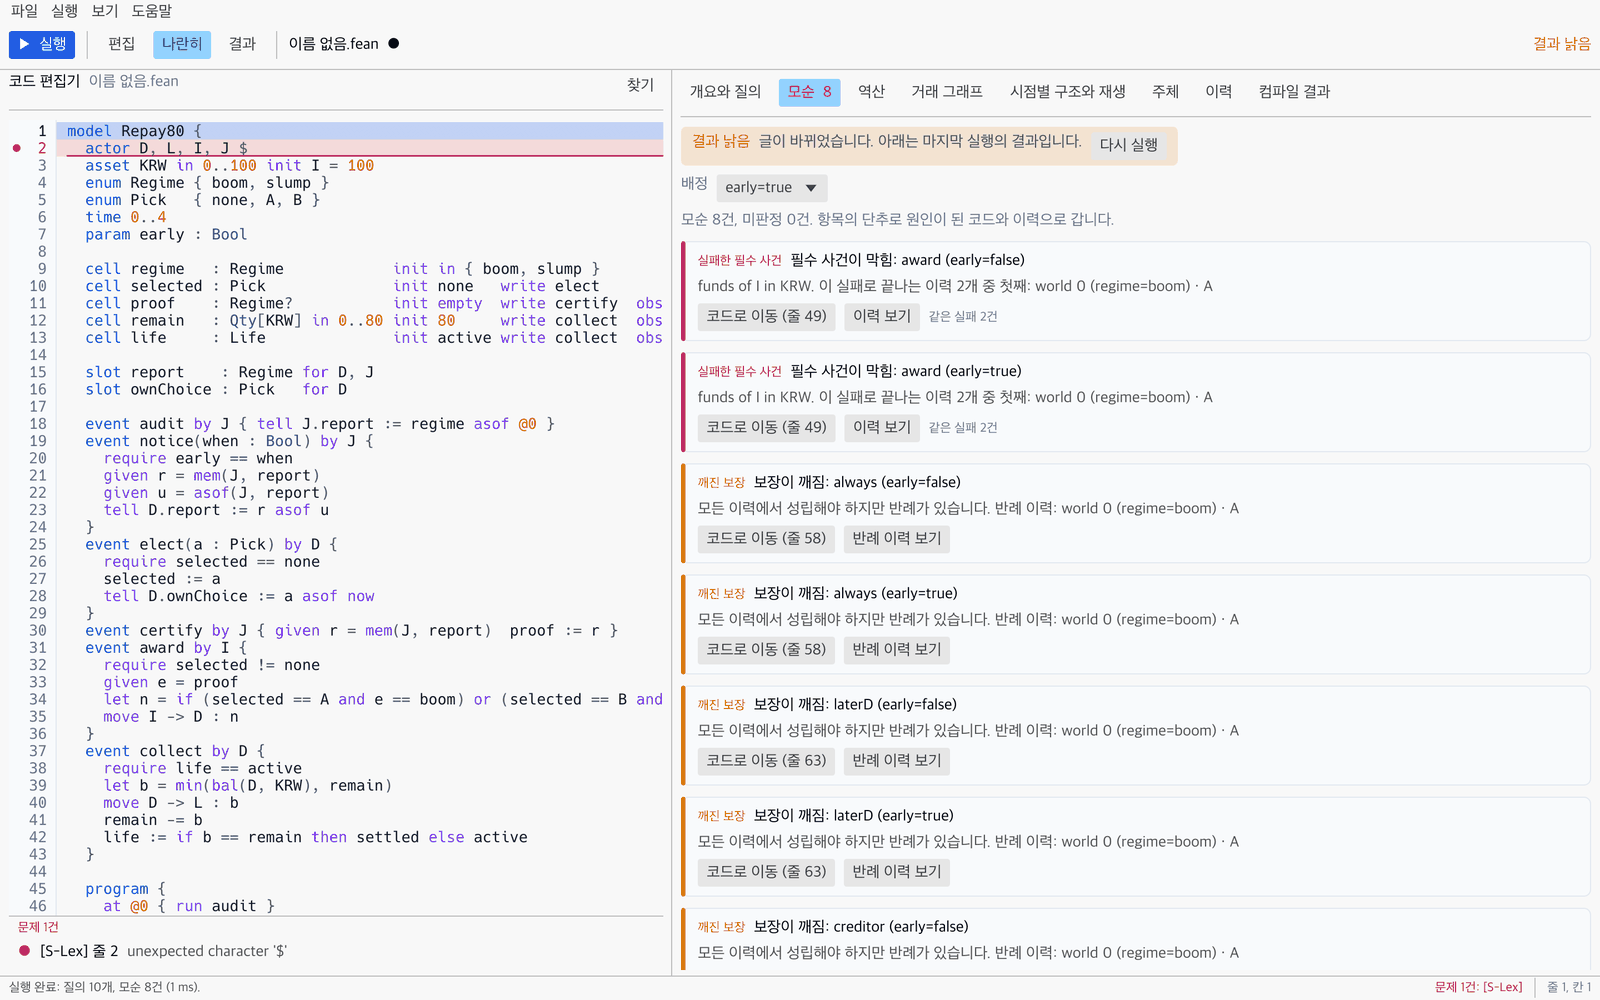 파일 실행 보기 도움말
실행 편집 나란히 결과 이름 없음.fean 결과 낡음
코드 편집기 이름 없음.fean 찾기
1 model Repay80 {
2 actor D, L, I, J $
3 asset KRW in 0..100 init I = 100
4 enum Regime { boom, slump }
5 enum Pick { none, A, B }
6 time 0..4
7 param early : Bool
8
9 cell regime : Regime init in { boom, slump }
10 cell selected : Pick init none write elect
11 cell proof : Regime? init empty write certify obs
12 cell remain : Qty[KRW] in 0..80 init 80 write collect obs
13 cell life : Life init active write collect obs
14
15 slot report : Regime for D, J
16 slot ownChoice : Pick for D
17
18 event audit by J { tell J.report := regime asof @0 }
19 event notice(when : Bool) by J {
20 require early == when
21 given r = mem(J, report)
22 given u = asof(J, report)
23 tell D.report := r asof u
24 }
25 event elect(a : Pick) by D {
26 require selected == none
27 selected := a
28 tell D.ownChoice := a asof now
29 }
30 event certify by J { given r = mem(J, report) proof := r }
31 event award by I {
32 require selected != none
33 given e = proof
34 let n = if (selected == A and e == boom) or (selected == B and
35 move I -> D : n
36 }
37 event collect by D {
38 require life == active
39 let b = min(bal(D, KRW), remain)
40 move D -> L : b
41 remain -= b
42 life := if b == remain then settled else active
43 }
44
45 program {
46 at @0 { run audit }
문제 1건
[S-Lex] 줄 2 unexpected character '$'
개요와 질의 모순 8 역산 거래 그래프 시점별 구조와 재생 주체 이력 컴파일 결과
결과 낡음 글이 바뀌었습니다. 아래는 마지막 실행의 결과입니다. 다시 실행
배정 early=true
모순 8건, 미판정 0건. 항목의 단추로 원인이 된 코드와 이력으로 갑니다.
실패한 필수 사건 필수 사건이 막힘: award (early=false)
funds of I in KRW. 이 실패로 끝나는 이력 2개 중 첫째: world 0 (regime=boom) · A
코드로 이동 (줄 49) 이력 보기 같은 실패 2건
실패한 필수 사건 필수 사건이 막힘: award (early=true)
funds of I in KRW. 이 실패로 끝나는 이력 2개 중 첫째: world 0 (regime=boom) · A
코드로 이동 (줄 49) 이력 보기 같은 실패 2건
깨진 보장 보장이 깨짐: always (early=false)
모든 이력에서 성립해야 하지만 반례가 있습니다. 반례 이력: world 0 (regime=boom) · A
코드로 이동 (줄 58) 반례 이력 보기
깨진 보장 보장이 깨짐: always (early=true)
모든 이력에서 성립해야 하지만 반례가 있습니다. 반례 이력: world 0 (regime=boom) · A
코드로 이동 (줄 58) 반례 이력 보기
깨진 보장 보장이 깨짐: laterD (early=false)
모든 이력에서 성립해야 하지만 반례가 있습니다. 반례 이력: world 0 (regime=boom) · A
코드로 이동 (줄 63) 반례 이력 보기
깨진 보장 보장이 깨짐: laterD (early=true)
모든 이력에서 성립해야 하지만 반례가 있습니다. 반례 이력: world 0 (regime=boom) · A
코드로 이동 (줄 63) 반례 이력 보기
깨진 보장 보장이 깨짐: creditor (early=false)
모든 이력에서 성립해야 하지만 반례가 있습니다. 반례 이력: world 0 (regime=boom) · A
실행 완료: 질의 10개, 모순 8건 (1 ms). 문제 1건: [S-Lex] 줄 1, 칸 1